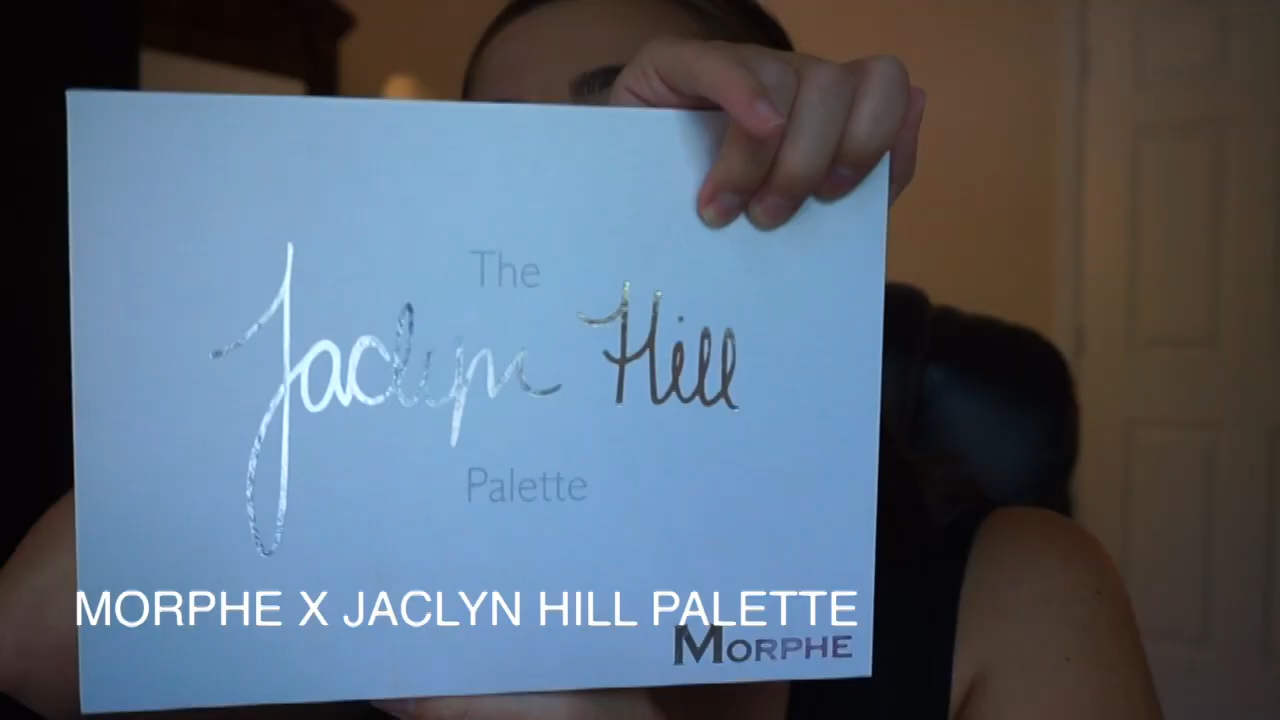 The
Jaclyn Hill
Palette
MORPHE X JACLYN HILL PALETTE
MORPHE